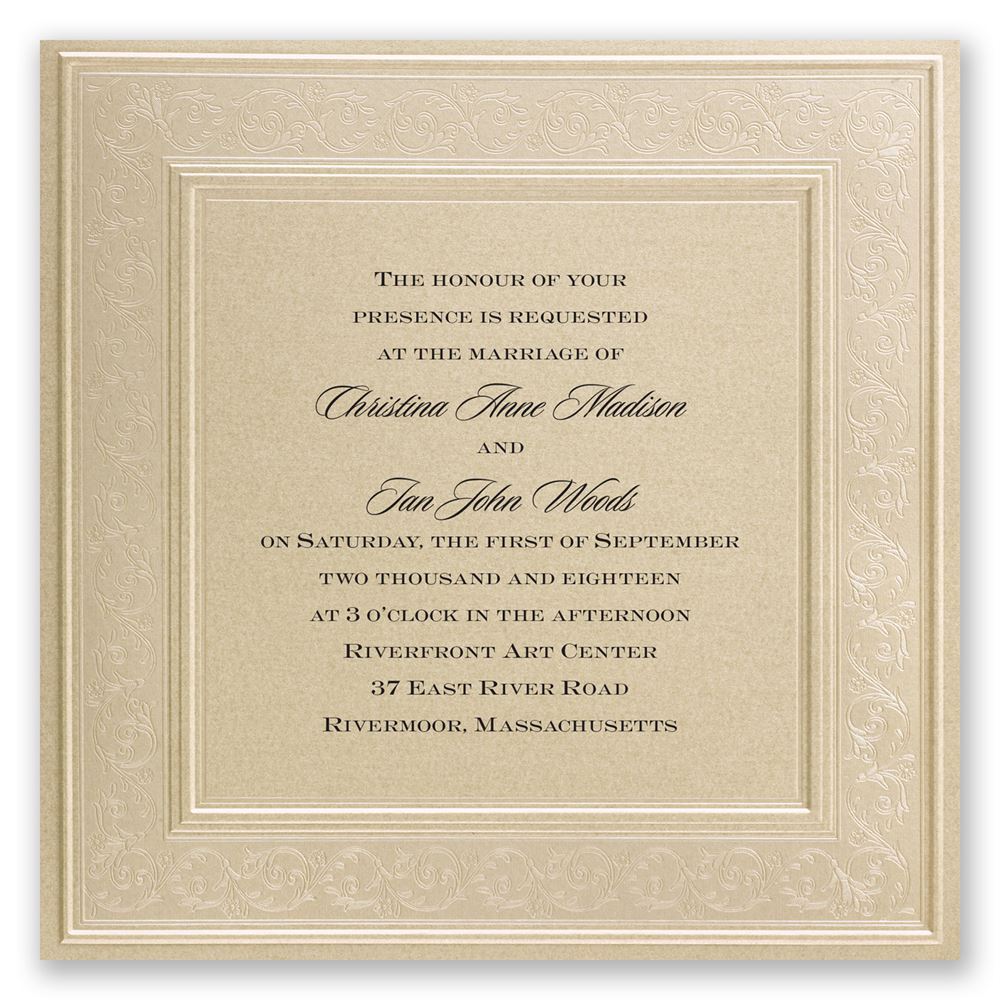 THE HONOUR OF YOUR
PRESENCE IS REQUESTED
AT THE MARRIAGE OF
Christina Anne Madison
AND
Ian John Woods
ON SATURDAY, THE FIRST OF SEPTEMBER
TWO THOUSAND AND EIGHTEEN
AT 3 O'CLOCK IN THE AFTERNOON
RIVERFRONT ART CENTER
37 EAST RIVER ROAD
RIVERMOOR, MASSACHUSETTS